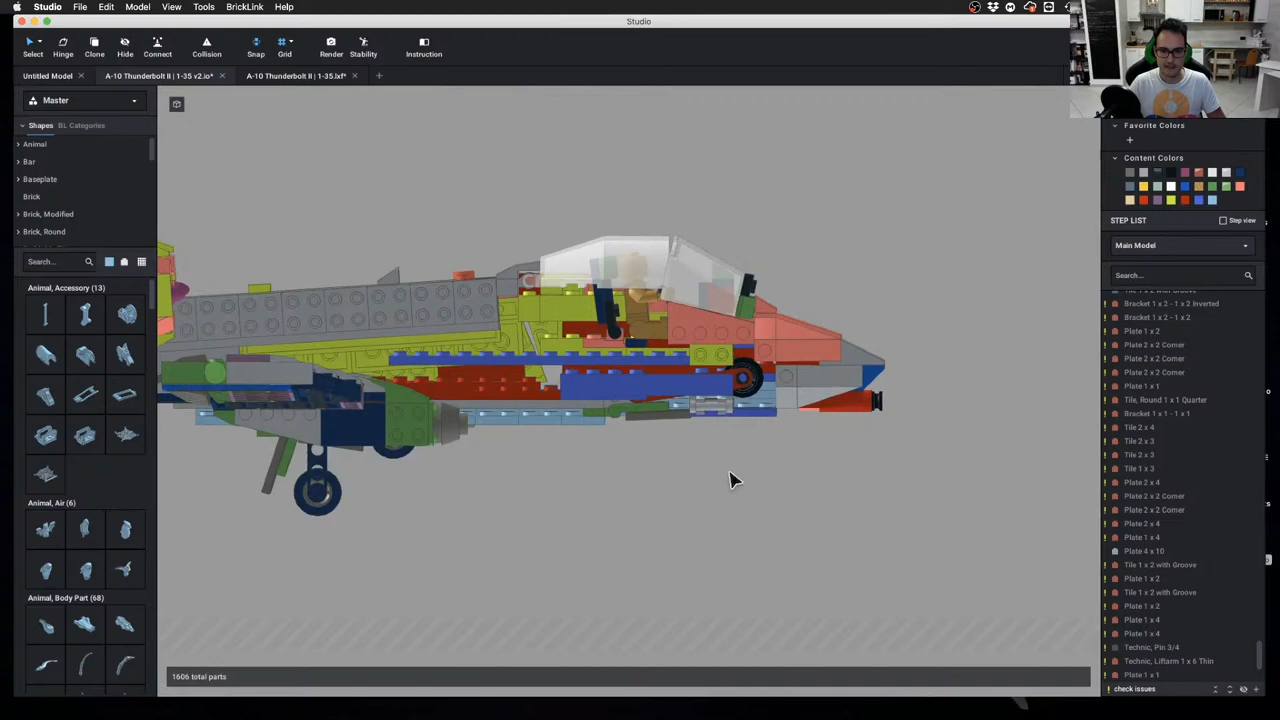 Studio File Edit Model View Tools BrickLink Help
Studio
Select Hinge Clone Hide Connect Collision Snap Grid Render Stability Instruction
Untitled Model A-10 Thunderbolt II | 1-35 v2.io* A-10 Thunderbolt II | 1-35.lxf*
Master
Shapes BL Categories
Animal
Bar
Baseplate
Brick
Brick, Modified
Brick, Round
Search...
Animal, Accessory (13)
Animal, Air (6)
Animal, Body Part (68)
1606 total parts
Favorite Colors
Content Colors
STEP LIST Step view
Main Model
Search...
Tile 1 x 2 with Groove
Bracket 1 x 2 - 1 x 2 Inverted
Bracket 1 x 2 - 1 x 2
Plate 1 x 2
Plate 2 x 2 Corner
Plate 2 x 2 Corner
Plate 2 x 2 Corner
Plate 1 x 1
Tile, Round 1 x 1 Quarter
Bracket 1 x 1 - 1 x 1
Tile 2 x 4
Tile 2 x 3
Tile 2 x 3
Tile 1 x 3
Plate 2 x 4
Plate 2 x 2 Corner
Plate 2 x 2 Corner
Plate 2 x 4
Plate 1 x 4
Plate 4 x 10
Tile 1 x 2 with Groove
Plate 1 x 2
Tile 1 x 2 with Groove
Plate 1 x 2
Plate 1 x 4
Plate 1 x 4
Technic, Pin 3/4
Technic, Liftarm 1 x 6 Thin
Plate 1 x 1
check issues